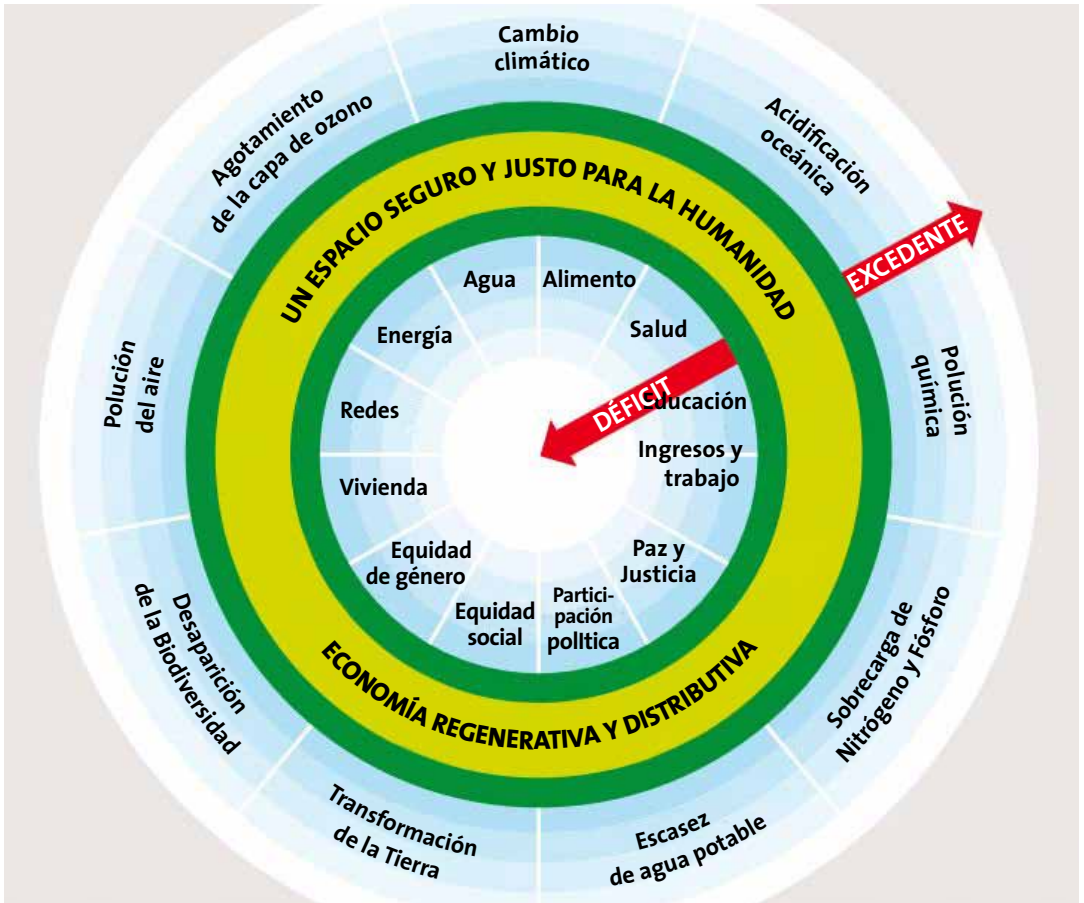 Cambio
climático
Acidificación
oceánica
EXCEDENTE
Polución
química
Sobrecarga de
Nitrógeno y Fósforo
Escasez
de agua potable
Transformación
de la Tierra
Desaparición
de la Biodiversidad
Polución
del aire
Agotamiento
de la capa de ozono
UN ESPACIO SEGURO Y JUSTO PARA LA HUMANIDAD
ECONOMÍA REGENERATIVA Y DISTRIBUTIVA
Agua
Alimento
Salud
DÉFICIT
Educación
Ingresos y
trabajo
Paz y
Justicia
Partici-
pación
polItica
Equidad
social
Equidad
de género
Vivienda
Redes
Energía